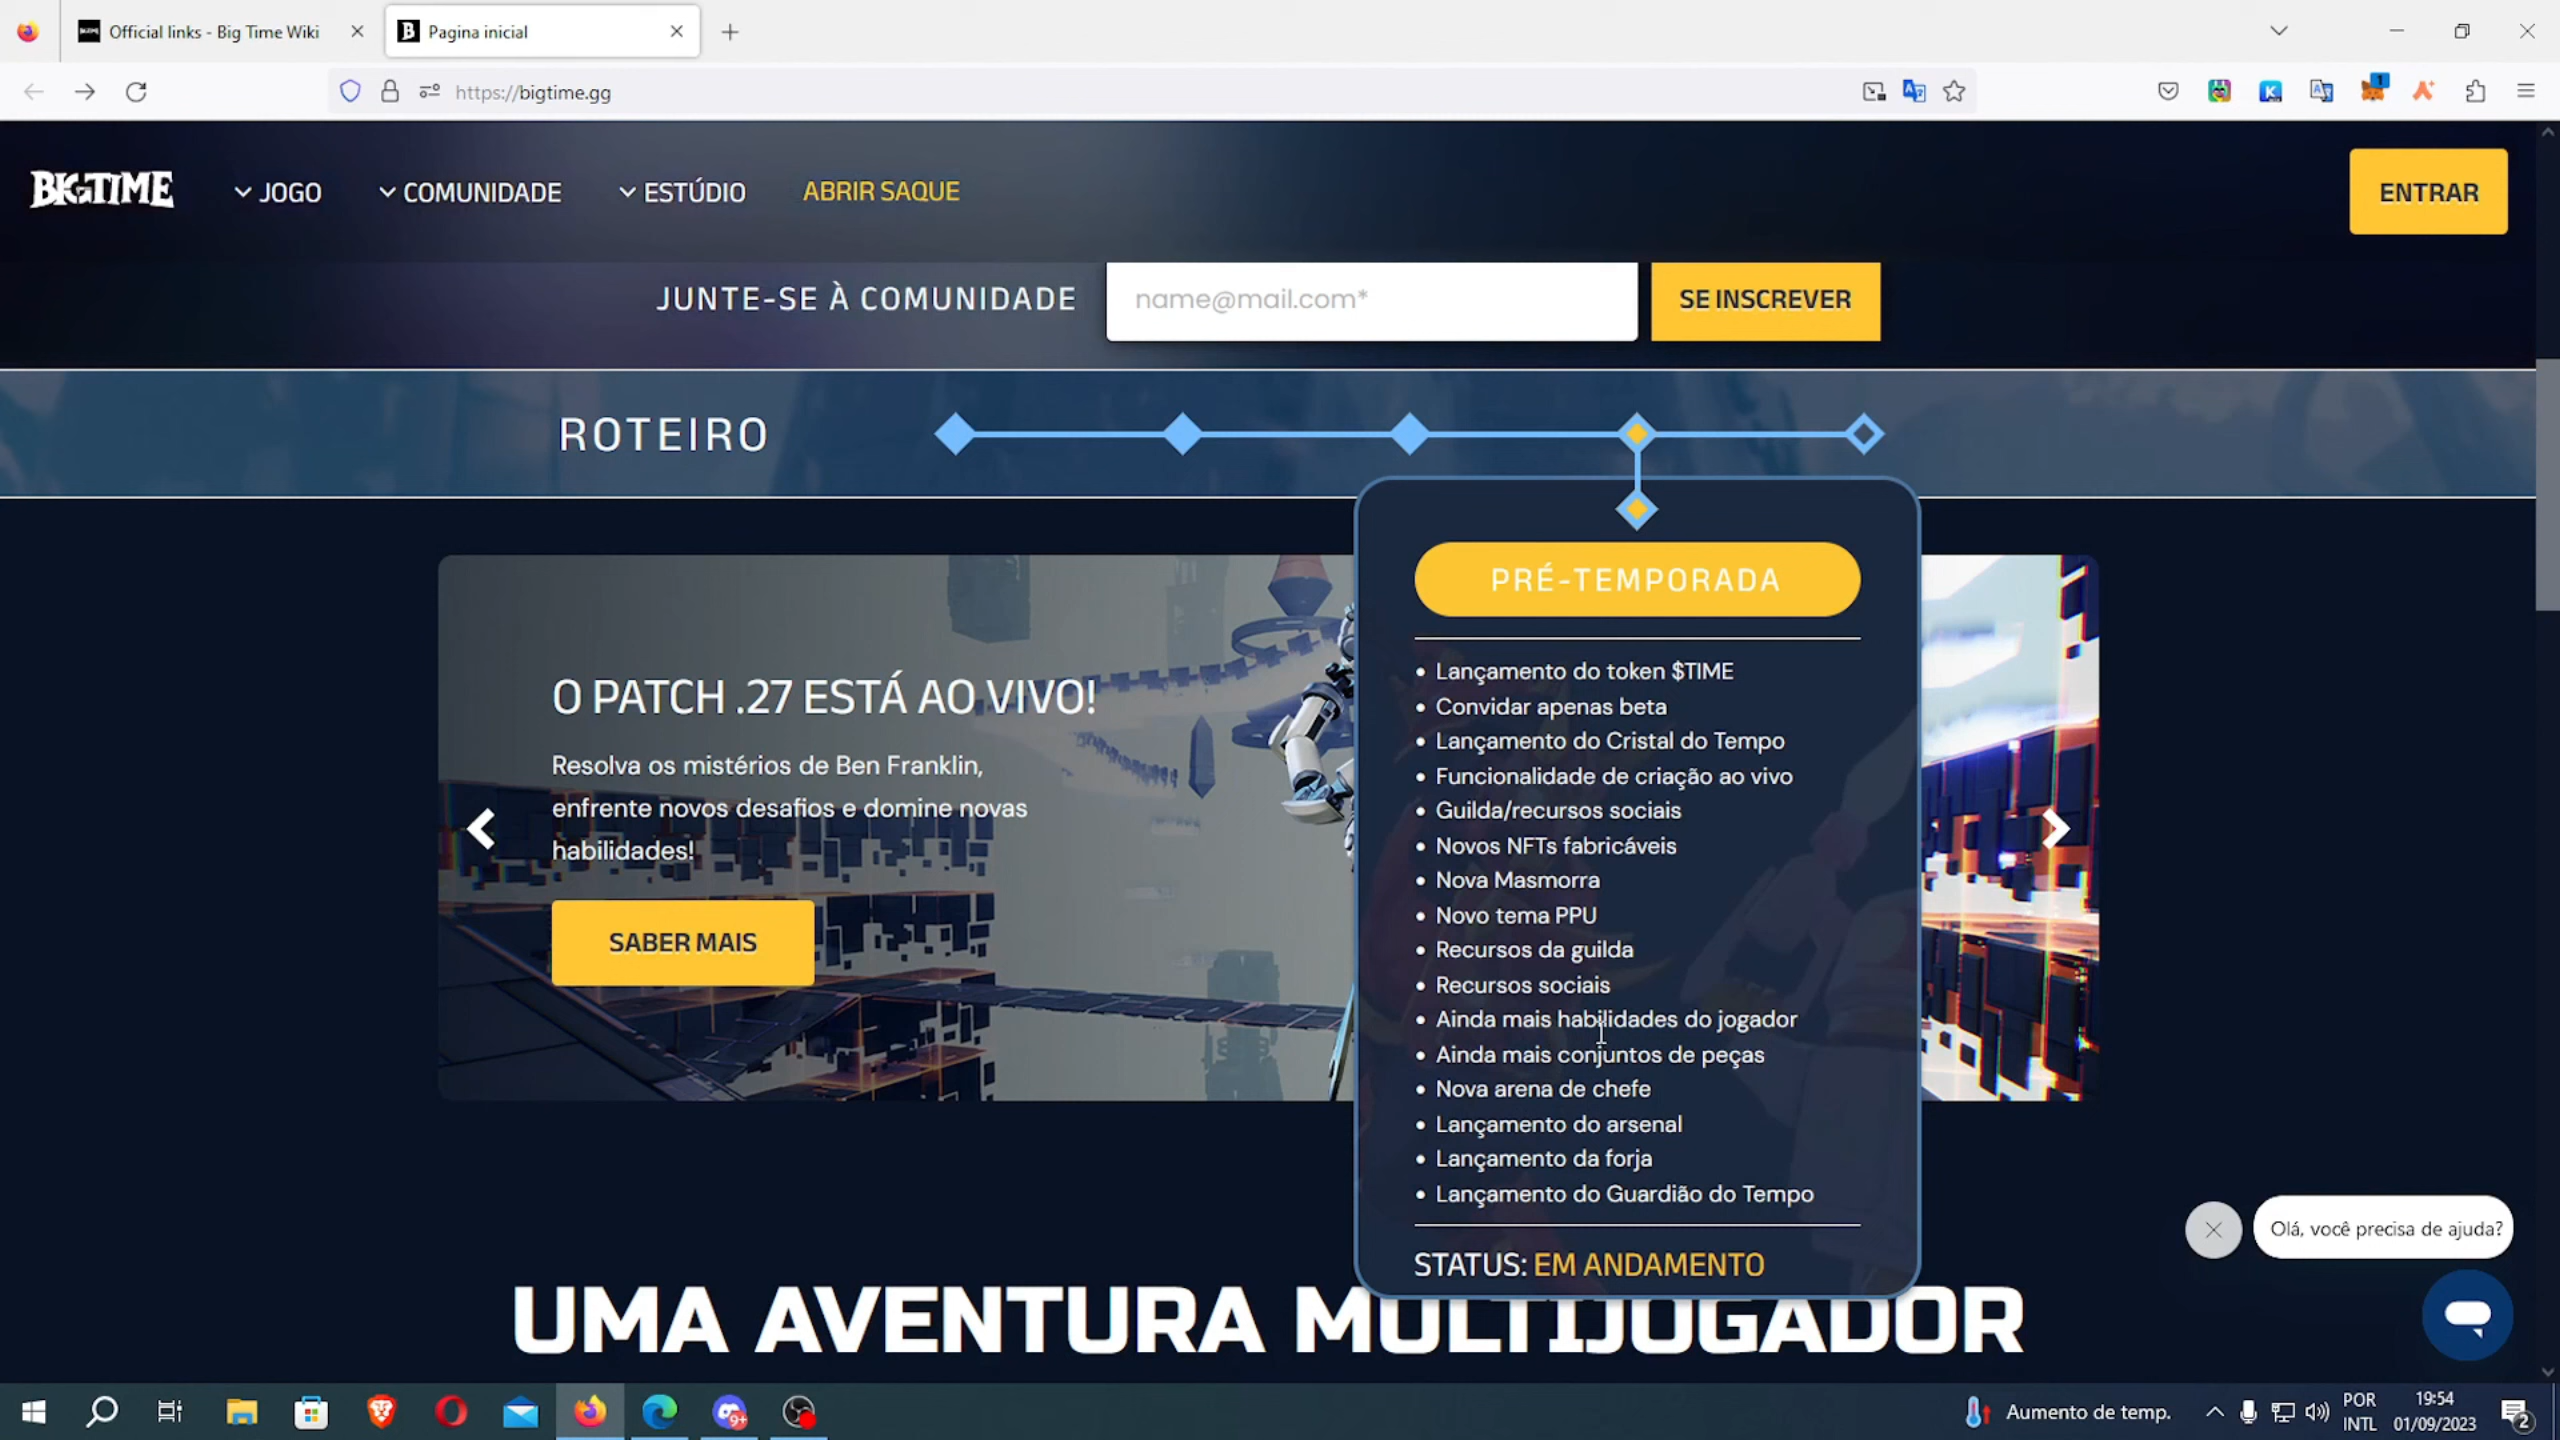 Official links - Big Time Wiki
Pagina inicial
https://bigtime.gg
BIGTIME
JOGO
COMUNIDADE
ESTÚDIO
ABRIR SAQUE
ENTRAR
JUNTE-SE À COMUNIDADE
name@mail.com*
SE INSCREVER
ROTEIRO
PRÉ-TEMPORADA
• Lançamento do token $TIME
• Convidar apenas beta
• Lançamento do Cristal do Tempo
• Funcionalidade de criação ao vivo
• Guilda/recursos sociais
• Novos NFTs fabricáveis
• Nova Masmorra
• Novo tema PPU
• Recursos da guilda
• Recursos sociais
• Ainda mais habilidades do jogador
• Ainda mais conjuntos de peças
• Nova arena de chefe
• Lançamento do arsenal
• Lançamento da forja
• Lançamento do Guardião do Tempo
STATUS: EM ANDAMENTO
O PATCH .27 ESTÁ AO VIVO!
Resolva os mistérios de Ben Franklin,
enfrente novos desafios e domine novas
habilidades!
SABER MAIS
Olá, você precisa de ajuda?
UMA AVENTURA MULTIJOGADOR
9+
Aumento de temp.
POR
INTL
19:54
01/09/2023
2